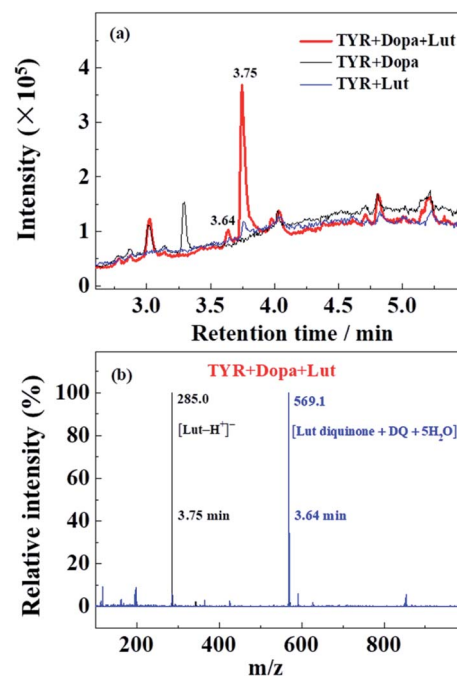 (a)
TYR+Dopa+Lut
TYR+Dopa
TYR+Lut
3.75
3.64
Intensity (×10⁵)
4
2
1
0
3.0 3.5 4.0 4.5 5.0
Retention time / min
(b)
TYR+Dopa+Lut
285.0
[Lut–H⁺]⁻
3.75 min
569.1
[Lut diquinone + DQ + 5H₂O]
3.64 min
Relative intensity (%)
100
80
60
40
20
0
200 400 600 800
m/z